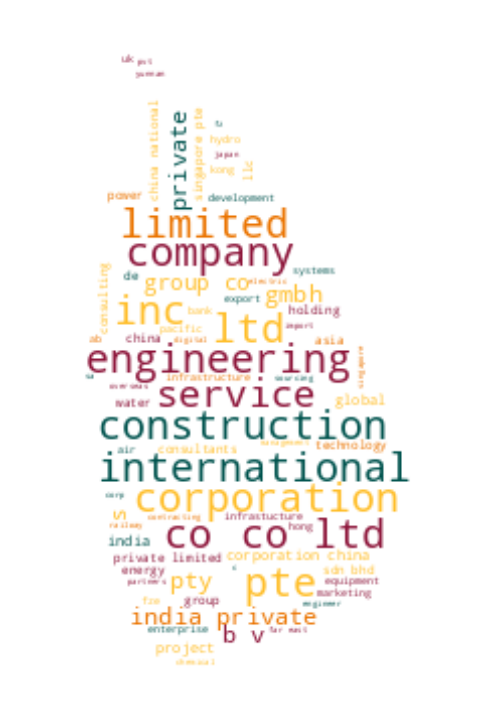 uk pvt
yunnan
china national
private
singapore pte
hydro
japan
kong
llc
power
development
limited
company
consulting
de
systems
group co
electric
export
gmbh
inc
bank
holding
ltd
pacific
import
ab
china
digital
asia
engineering
singapore
sa
infrastructure
sourcing
overseas
service
water
global
construction
air
consultants
management
technology
international
corp
corporation
s
contracting
infrastucture
railway
hong
co co ltd
india
private limited
corporation china
energy
sdn bhd
partners
pty
pte
equipment
marketing
fze
group
engineer
india private
enterprise
b v
far east
project
chemical